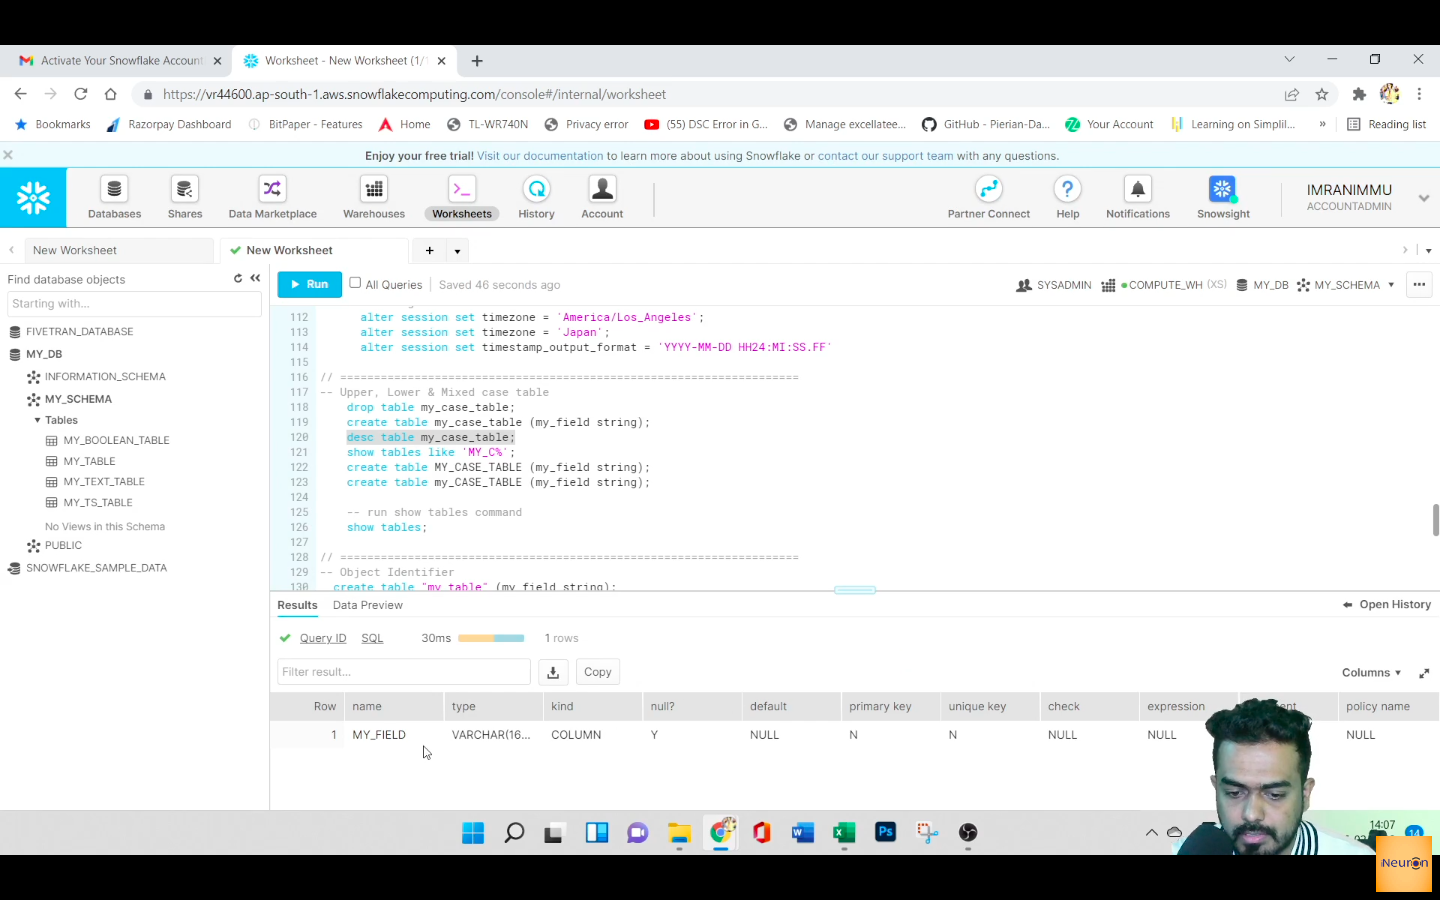 Activate Your Snowflake Account
Worksheet - New Worksheet (1/
https://vr44600.ap-south-1.aws.snowflakecomputing.com/console#/internal/worksheet
Bookmarks Razorpay Dashboard BitPaper - Features Home TL-WR740N Privacy error (55) DSC Error in G... Manage excellatee... GitHub - Pierian-Da... Your Account Learning on Simplil... » Reading list
Enjoy your free trial! Visit our documentation to learn more about using Snowflake or contact our support team with any questions.
Databases Shares Data Marketplace Warehouses Worksheets History Account Partner Connect Help Notifications Snowsight
IMRANIMMU
ACCOUNTADMIN
New Worksheet New Worksheet
Find database objects
Starting with...
FIVETRAN_DATABASE
MY_DB
INFORMATION_SCHEMA
MY_SCHEMA
Tables
MY_BOOLEAN_TABLE
MY_TABLE
MY_TEXT_TABLE
MY_TS_TABLE
No Views in this Schema
PUBLIC
SNOWFLAKE_SAMPLE_DATA
Run All Queries Saved 46 seconds ago SYSADMIN COMPUTE_WH (XS) MY_DB MY_SCHEMA
112 alter session set timezone = 'America/Los_Angeles';
113 alter session set timezone = 'Japan';
114 alter session set timestamp_output_format = 'YYYY-MM-DD HH24:MI:SS.FF'
115
116 // ====================================================================
117 -- Upper, Lower & Mixed case table
118 drop table my_case_table;
119 create table my_case_table (my_field string);
120 desc table my_case_table;
121 show tables like 'MY_C%';
122 create table MY_CASE_TABLE (my_field string);
123 create table my_CASE_TABLE (my_field string);
124
125 -- run show tables command
126 show tables;
127
128 // ====================================================================
129 -- Object Identifier
130 create table "my_table" (my_field string);
Results Data Preview Open History
Query ID SQL 30ms 1 rows
Filter result... Copy Columns
Row name type kind null? default primary key unique key check expression policy name
1 MY_FIELD VARCHAR(16... COLUMN Y NULL N N NULL NULL NULL
14:07
14
Neuron